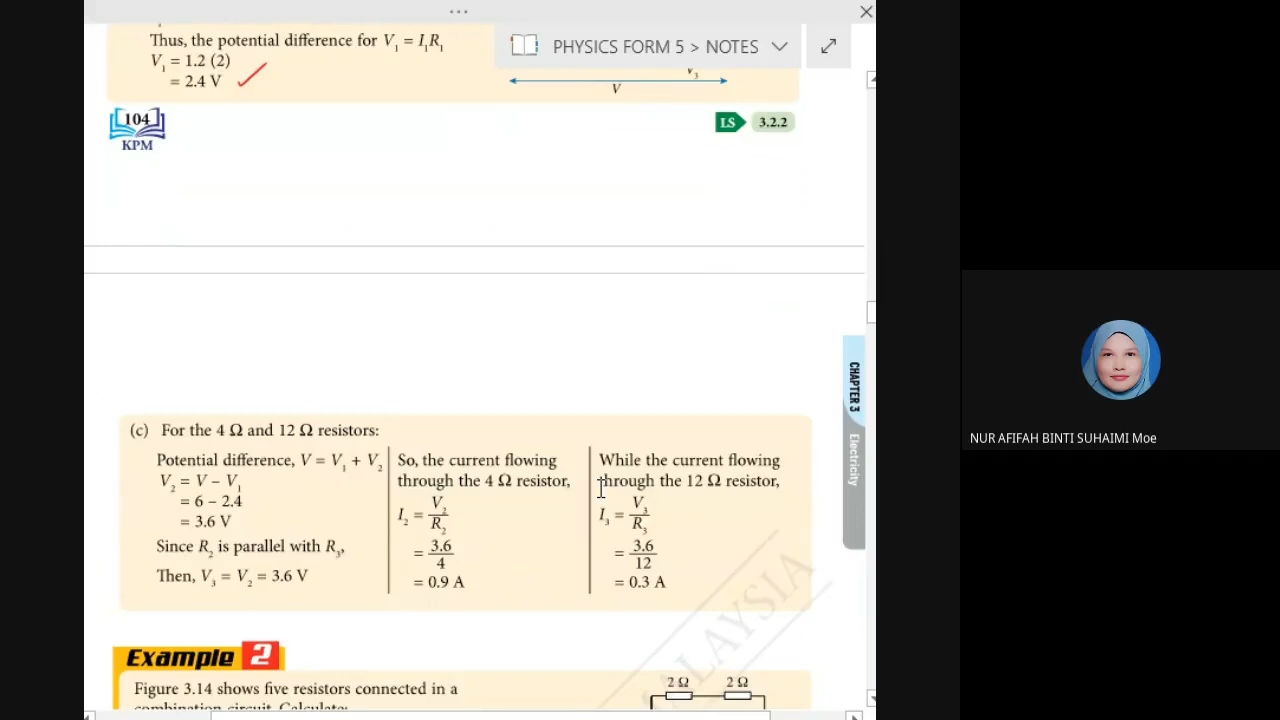 Thus, the potential difference for V₁ = I₁R₁
V₁ = 1.2 (2)
= 2.4 V
PHYSICS FORM 5 > NOTES
V₃
V
104
KPM
LS 3.2.2
CHAPTER 3
Electricity
(c) For the 4 Ω and 12 Ω resistors:
Potential difference, V = V₁ + V₂
V₂ = V − V₁
= 6 − 2.4
= 3.6 V
Since R₂ is parallel with R₃,
Then, V₃ = V₂ = 3.6 V
So, the current flowing
through the 4 Ω resistor,
I₂ = V₂/R₂
= 3.6/4
= 0.9 A
While the current flowing
through the 12 Ω resistor,
I₃ = V₃/R₃
= 3.6/12
= 0.3 A
Example 2
Figure 3.14 shows five resistors connected in a
combination circuit. Calculate:
2 Ω 2 Ω
NUR AFIFAH BINTI SUHAIMI Moe